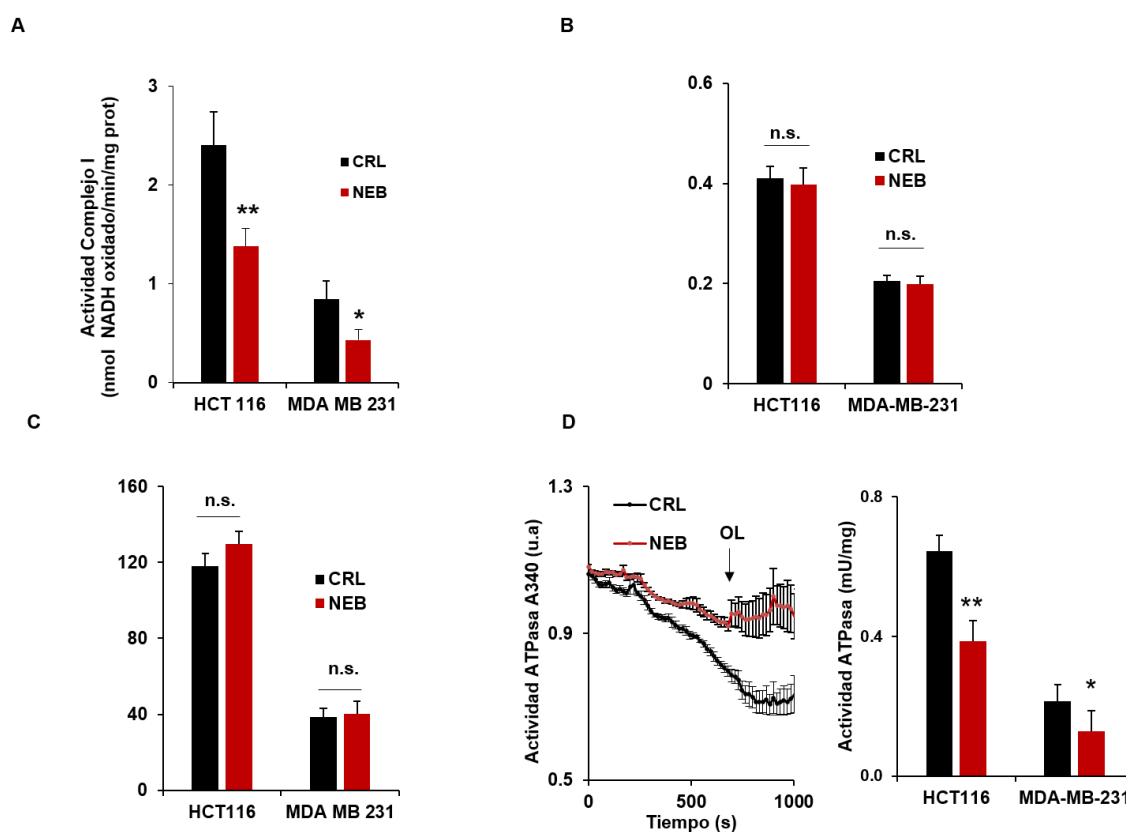 A
Actividad Complejo I
(nmol NADH oxidado/min/mg prot)
3
2
1
0
CRL
NEB
**
*
HCT 116
MDA MB 231
B
0.6
0.4
0.2
0
n.s.
n.s.
CRL
NEB
HCT116
MDA-MB-231
C
160
120
80
40
0
n.s.
n.s.
CRL
NEB
HCT116
MDA MB 231
D
Actividad ATPasa A340 (u.a)
1.3
0.9
0.5
CRL
NEB
OL
0
500
1000
Tiempo (s)
Actividad ATPasa (mU/mg)
0.8
0.4
0.0
**
*
HCT116
MDA-MB-231